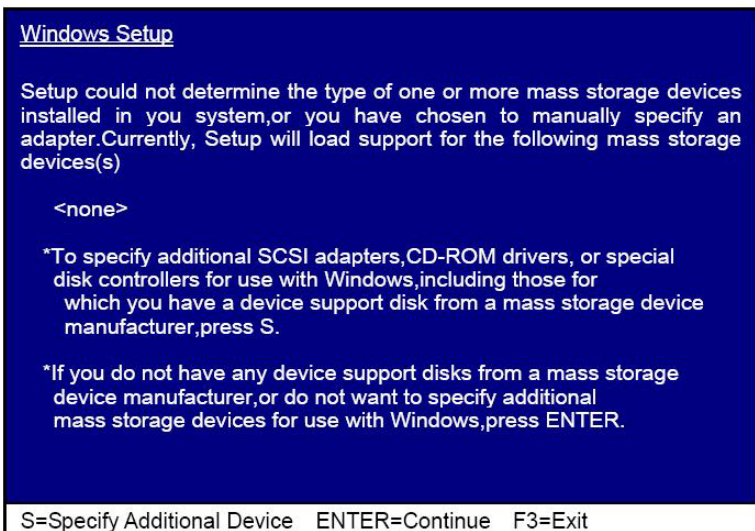 Windows Setup
Setup could not determine the type of one or more mass storage devices
installed in you system,or you have chosen to manually specify an
adapter.Currently, Setup will load support for the following mass storage
devices(s)
<none>
*To specify additional SCSI adapters,CD-ROM drivers, or special
disk controllers for use with Windows,including those for
which you have a device support disk from a mass storage device
manufacturer,press S.
*If you do not have any device support disks from a mass storage
device manufacturer,or do not want to specify additional
mass storage devices for use with Windows,press ENTER.
S=Specify Additional Device ENTER=Continue F3=Exit